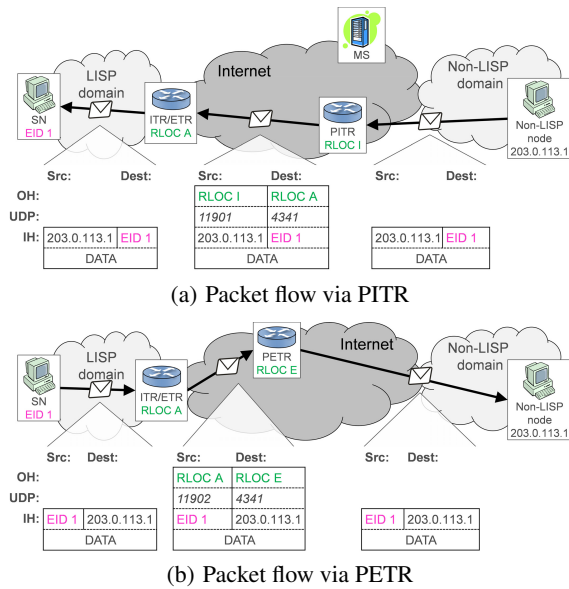 MS
LISP
domain
Internet
Non-LISP
domain
SN
EID 1
ITR/ETR
RLOC A
PITR
RLOC I
Non-LISP
node
203.0.113.1
Src: Dest: Src: Dest: Src: Dest:
OH: RLOC I RLOC A
UDP: 11901 4341
IH: 203.0.113.1 EID 1 203.0.113.1 EID 1 203.0.113.1 EID 1
DATA DATA DATA
(a) Packet flow via PITR
LISP
domain
PETR
RLOC E
Internet
Non-LISP
domain
SN
EID 1
ITR/ETR
RLOC A
Non-LISP
node
203.0.113.1
Src: Dest: Src: Dest: Src: Dest:
OH: RLOC A RLOC E
UDP: 11902 4341
IH: EID 1 203.0.113.1 EID 1 203.0.113.1 EID 1 203.0.113.1
DATA DATA DATA
(b) Packet flow via PETR